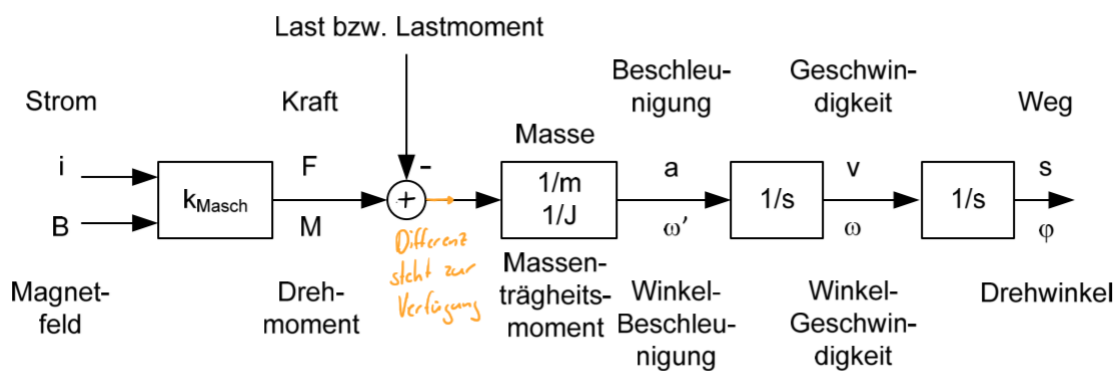 Last bzw. Lastmoment
Strom
Kraft
Beschleu-
nigung
Geschwin-
digkeit
Weg
Masse
i
B
kMasch
F
M
-
+
1/m
1/J
a
ω’
1/s
v
ω
1/s
s
φ
Differenz
steht zur
Verfügung
Magnet-
feld
Dreh-
moment
Massen-
trägheits-
moment
Winkel-
Beschleu-
nigung
Winkel-
Geschwin-
digkeit
Drehwinkel